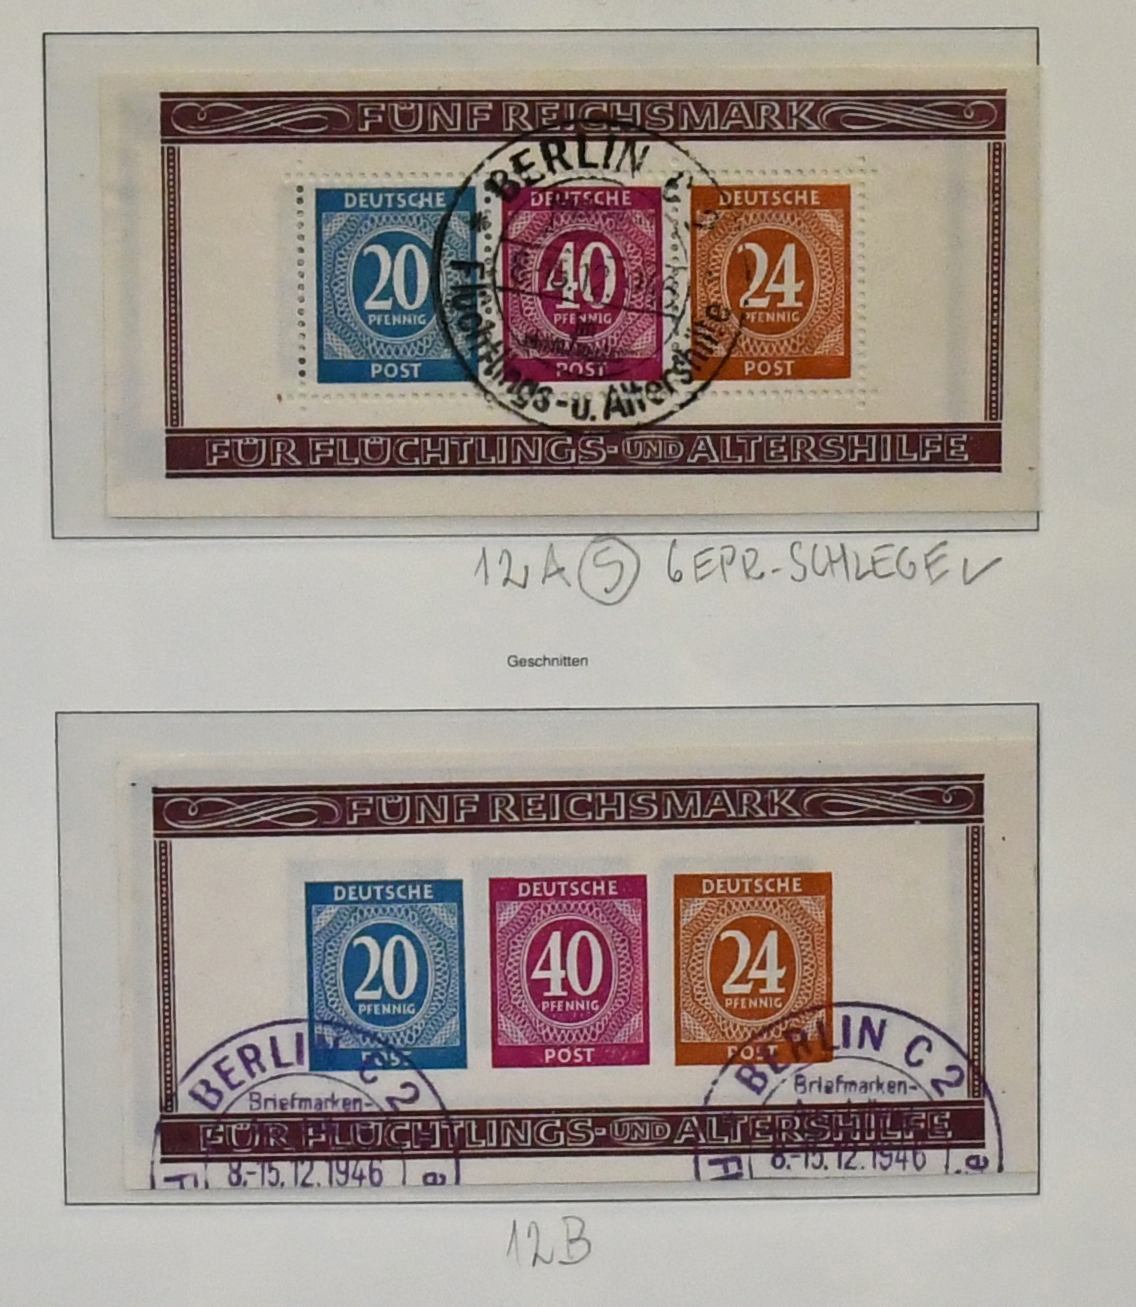 FÜNF REICHSMARK
BERLIN C
DEUTSCHE DEUTSCHE DEUTSCHE
20 40 24
PFENNIG PFENNIG PFENNIG
POST POST POST
Flüchtlings-u. Altershilfe
FÜR FLÜCHTLINGS- UND ALTERSHILFE
12A (S) GEPR. SCHLEGEL
Geschnitten
FÜNF REICHSMARK
DEUTSCHE DEUTSCHE DEUTSCHE
20 40 24
PFENNIG PFENNIG PFENNIG
POST POST POST
BERLIN C 2 BERLIN C 2
Briefmarken- Briefmarken-
FÜR FLÜCHTLINGS- UND ALTERSHILFE
8.-15.12.1946 8.-15.12.1946
12B